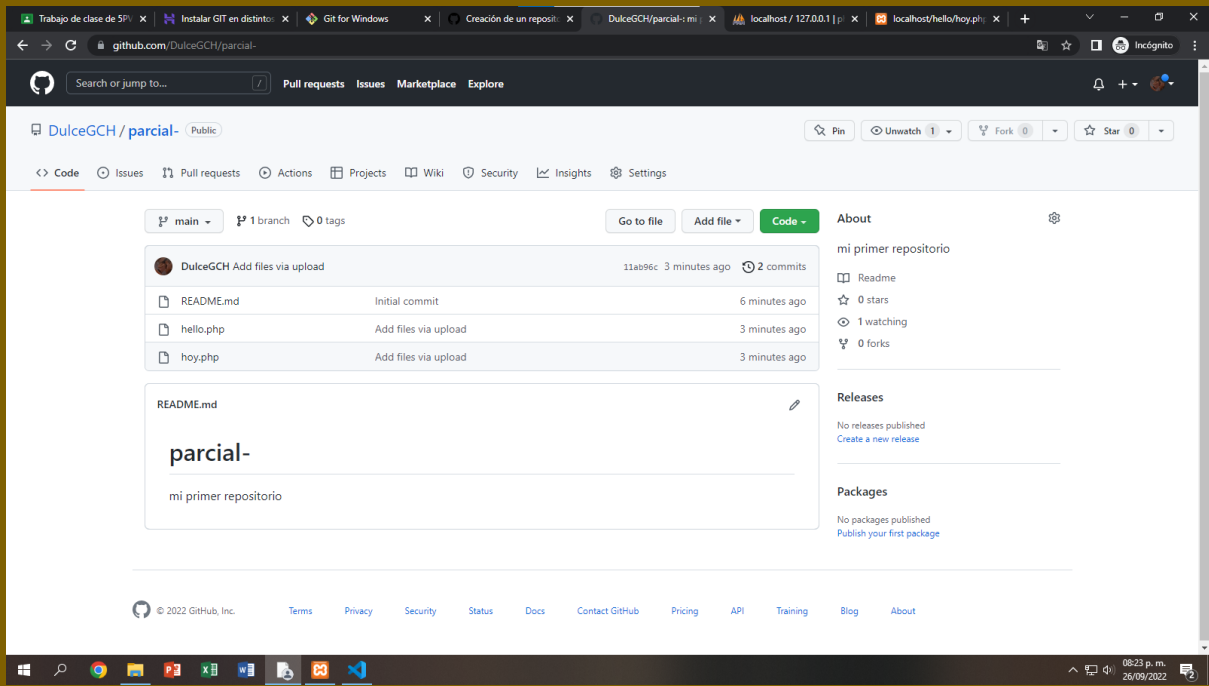 Trabajo de clase de 5PV Instalar GIT en distintos Git for Windows Creación de un reposito DulceGCH/parcial-: mi localhost / 127.0.0.1 | localhost/hello/hoy.ph
github.com/DulceGCH/parcial- Incógnito
Search or jump to... / Pull requests Issues Marketplace Explore
DulceGCH / parcial- Public Pin Unwatch 1 Fork 0 Star 0
Code Issues Pull requests Actions Projects Wiki Security Insights Settings
main 1 branch 0 tags Go to file Add file Code
DulceGCH Add files via upload 11ab96c 3 minutes ago 2 commits
README.md Initial commit 6 minutes ago
hello.php Add files via upload 3 minutes ago
hoy.php Add files via upload 3 minutes ago
README.md
parcial-
mi primer repositorio
About
mi primer repositorio
Readme
0 stars
1 watching
0 forks
Releases
No releases published
Create a new release
Packages
No packages published
Publish your first package
© 2022 GitHub, Inc. Terms Privacy Security Status Docs Contact GitHub Pricing API Training Blog About
08:23 p. m.
26/09/2022
2